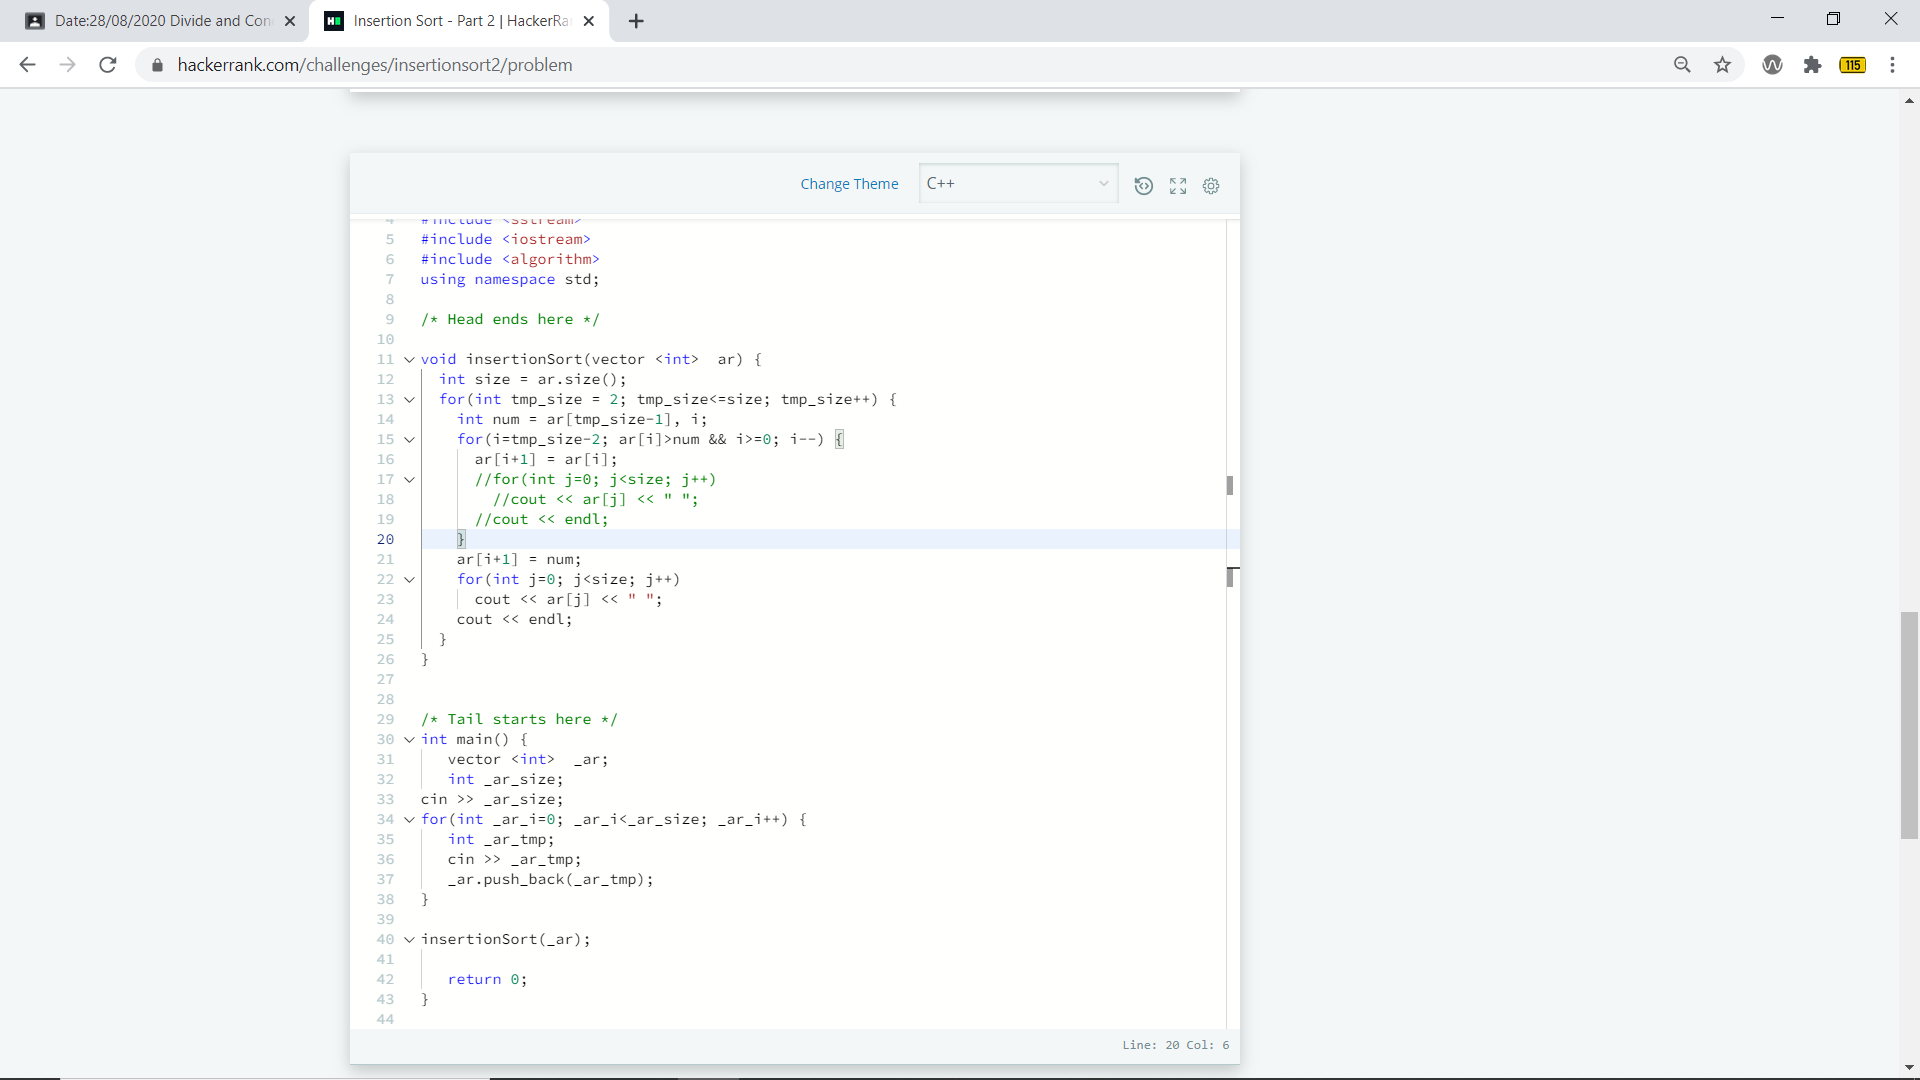 Date:28/08/2020 Divide and Con
Insertion Sort - Part 2 | HackerRa
hackerrank.com/challenges/insertionsort2/problem
115
Change Theme
C++
4 #include <sstream>
5 #include <iostream>
6 #include <algorithm>
7 using namespace std;
8
9 /* Head ends here */
10
11 void insertionSort(vector <int>  ar) {
12   int size = ar.size();
13   for(int tmp_size = 2; tmp_size<=size; tmp_size++) {
14     int num = ar[tmp_size-1], i;
15     for(i=tmp_size-2; ar[i]>num && i>=0; i--) {
16       ar[i+1] = ar[i];
17       //for(int j=0; j<size; j++)
18         //cout << ar[j] << " ";
19       //cout << endl;
20     }
21     ar[i+1] = num;
22     for(int j=0; j<size; j++)
23       cout << ar[j] << " ";
24     cout << endl;
25   }
26 }
27
28
29 /* Tail starts here */
30 int main() {
31    vector <int>  _ar;
32    int _ar_size;
33 cin >> _ar_size;
34 for(int _ar_i=0; _ar_i<_ar_size; _ar_i++) {
35    int _ar_tmp;
36    cin >> _ar_tmp;
37    _ar.push_back(_ar_tmp);
38 }
39
40 insertionSort(_ar);
41
42    return 0;
43 }
44
Line: 20 Col: 6